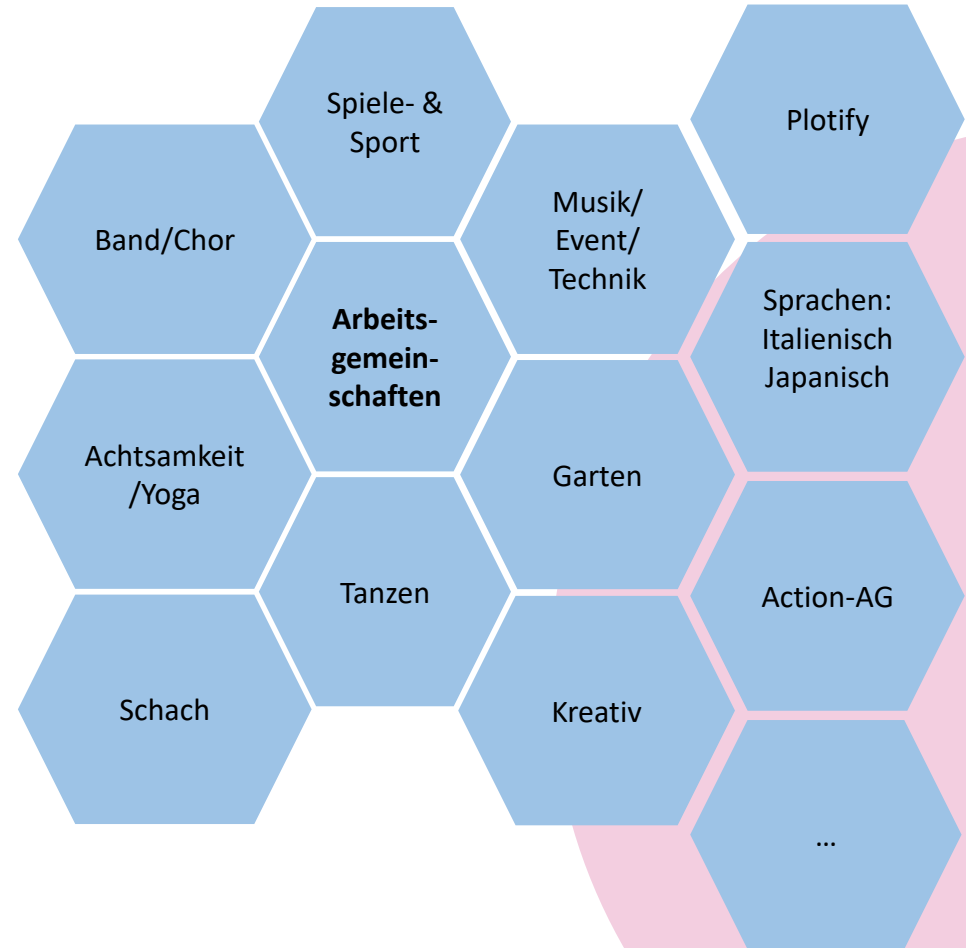 Spiele- &
Sport
Plotify
Band/Chor
Musik/
Event/
Technik
Arbeits-
gemein-
schaften
Sprachen:
Italienisch
Japanisch
Achtsamkeit
/Yoga
Garten
Tanzen
Action-AG
Schach
Kreativ
...